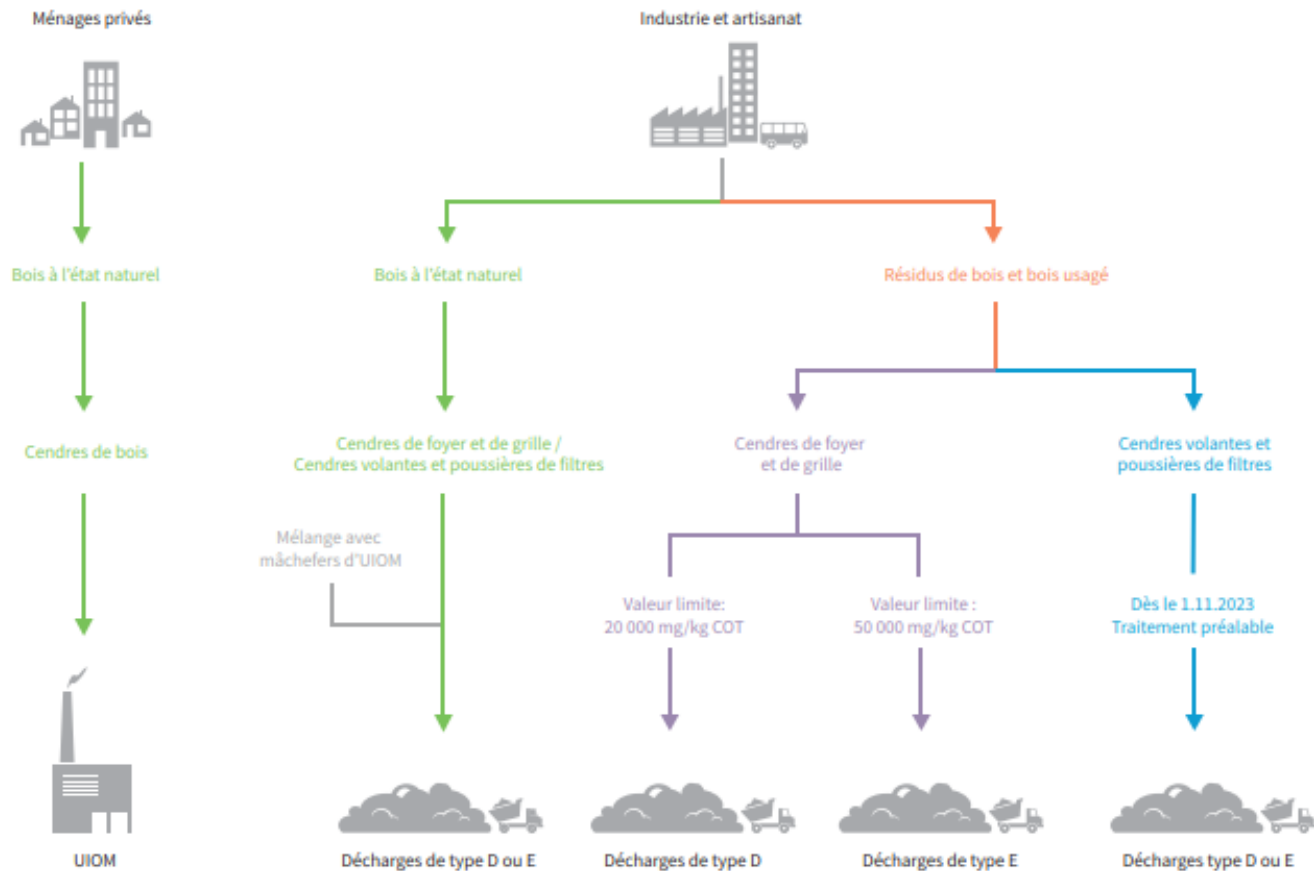 Ménages privés
Industrie et artisanat
Bois à l'état naturel
Bois à l'état naturel
Résidus de bois et bois usagé
Cendres de bois
Cendres de foyer et de grille /
Cendres volantes et poussières de filtres
Cendres de foyer
et de grille
Cendres volantes et
poussières de filtres
Mélange avec
mâchefers d'UIOM
Valeur limite:
20 000 mg/kg COT
Valeur limite :
50 000 mg/kg COT
Dès le 1.11.2023
Traitement préalable
UIOM
Décharges de type D ou E
Décharges de type D
Décharges de type E
Décharges type D ou E